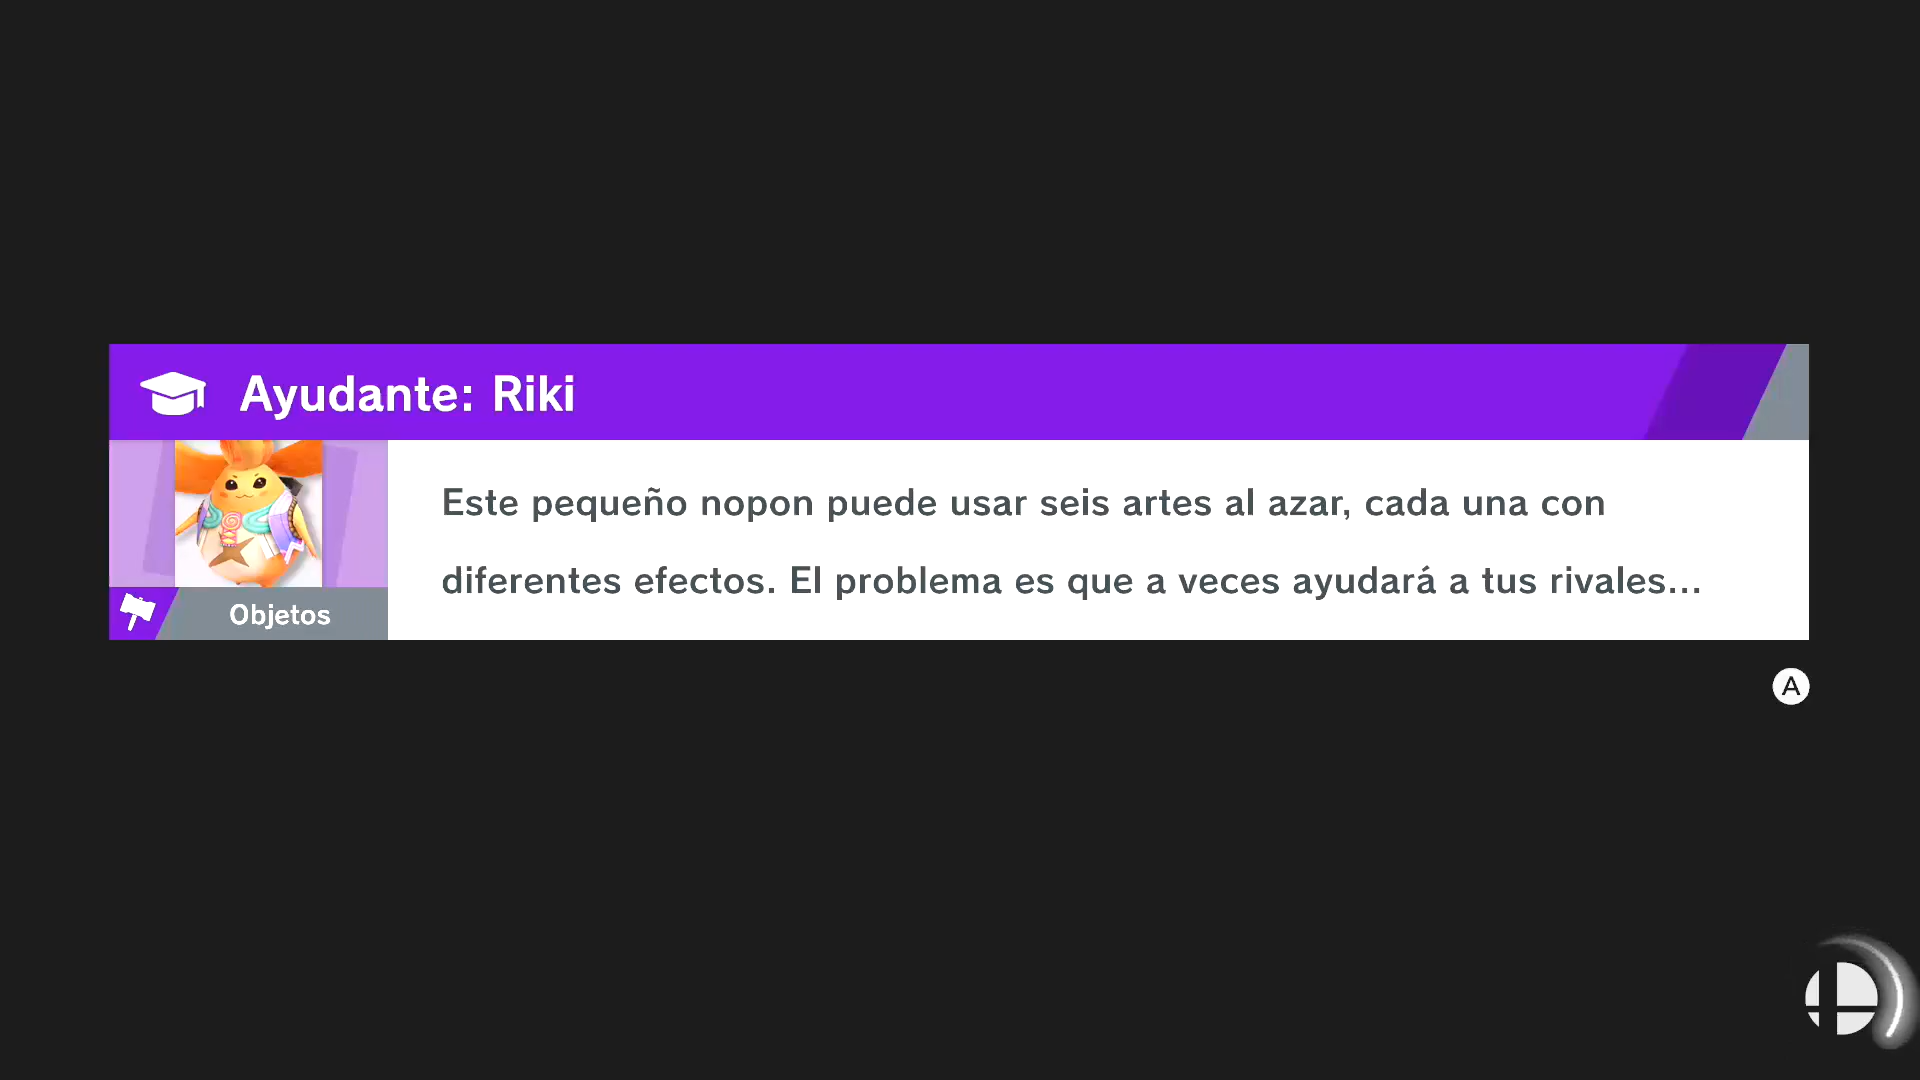 Ayudante: Riki
Este pequeño nopon puede usar seis artes al azar, cada una con
diferentes efectos. El problema es que a veces ayudará a tus rivales...
Objetos
A